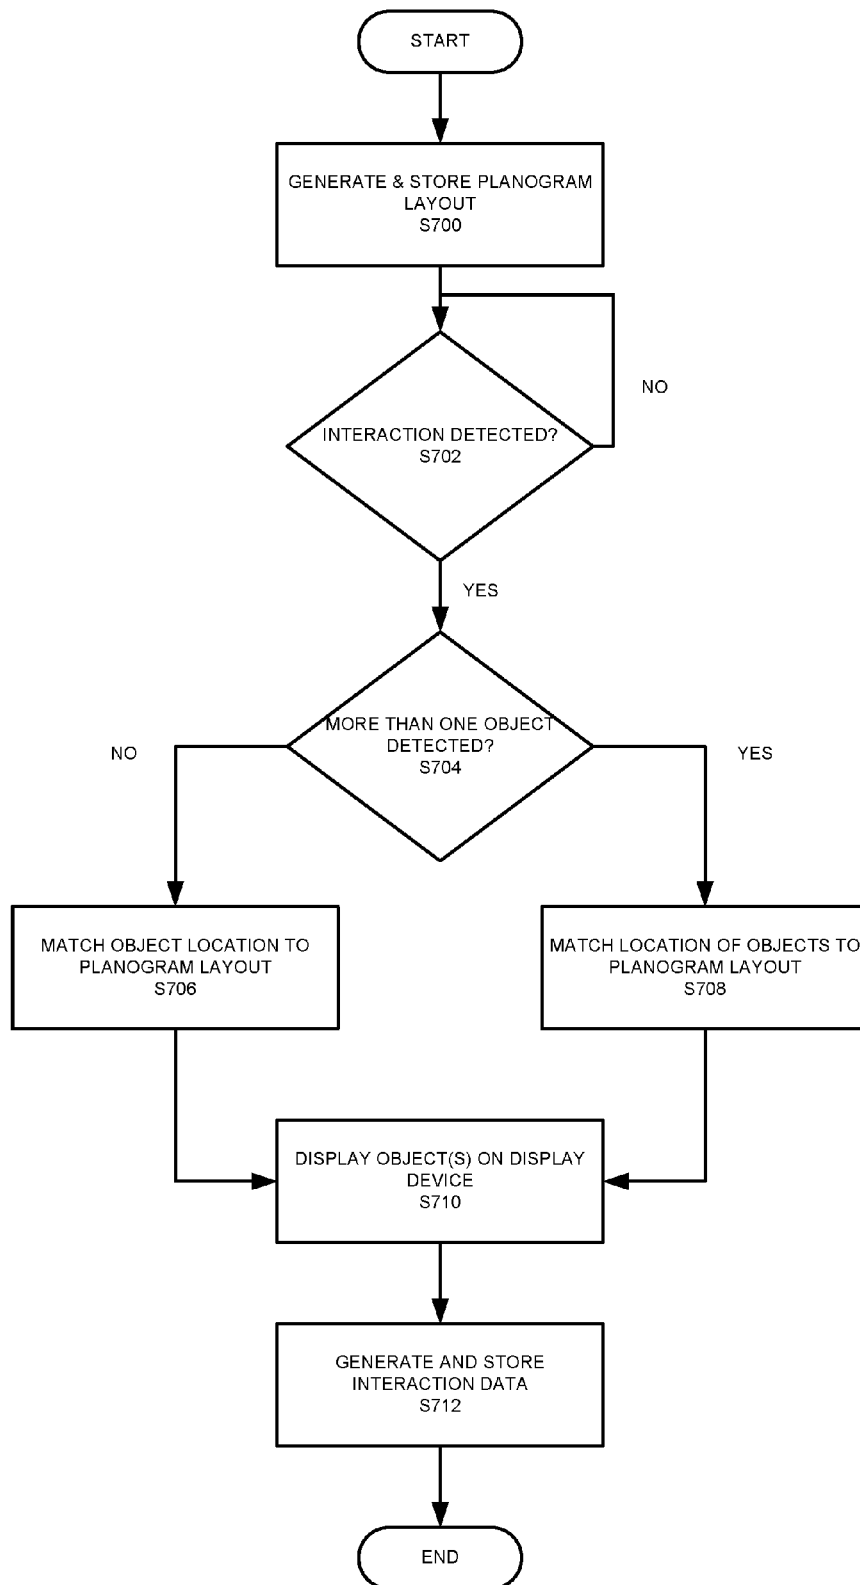 START
GENERATE & STORE PLANOGRAM
LAYOUT
S700
NO
INTERACTION DETECTED?
S702
YES
MORE THAN ONE OBJECT
DETECTED?
S704
NO
YES
MATCH OBJECT LOCATION TO
PLANOGRAM LAYOUT
S706
MATCH LOCATION OF OBJECTS TO
PLANOGRAM LAYOUT
S708
DISPLAY OBJECT(S) ON DISPLAY
DEVICE
S710
GENERATE AND STORE
INTERACTION DATA
S712
END